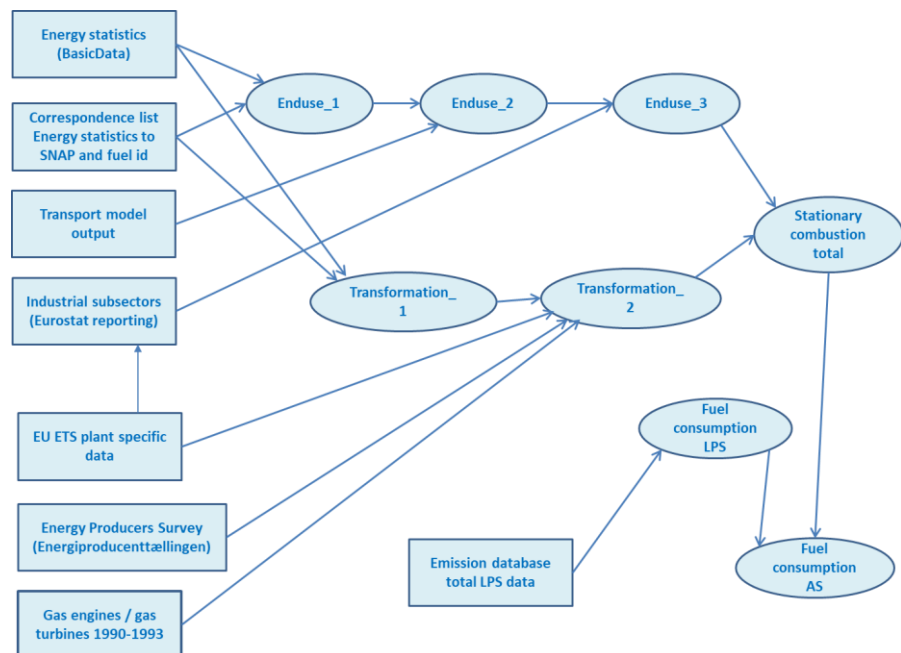 Energy statistics
(BasicData)
Correspondence list
Energy statistics to
SNAP and fuel id
Transport model
output
Industrial subsectors
(Eurostat reporting)
EU ETS plant specific
data
Energy Producers Survey
(Energiproducenttællingen)
Gas engines / gas
turbines 1990-1993
Enduse_1
Enduse_2
Enduse_3
Stationary
combustion
total
Transformation_
1
Transformation_
2
Fuel
consumption
LPS
Emission database
total LPS data
Fuel
consumption
AS